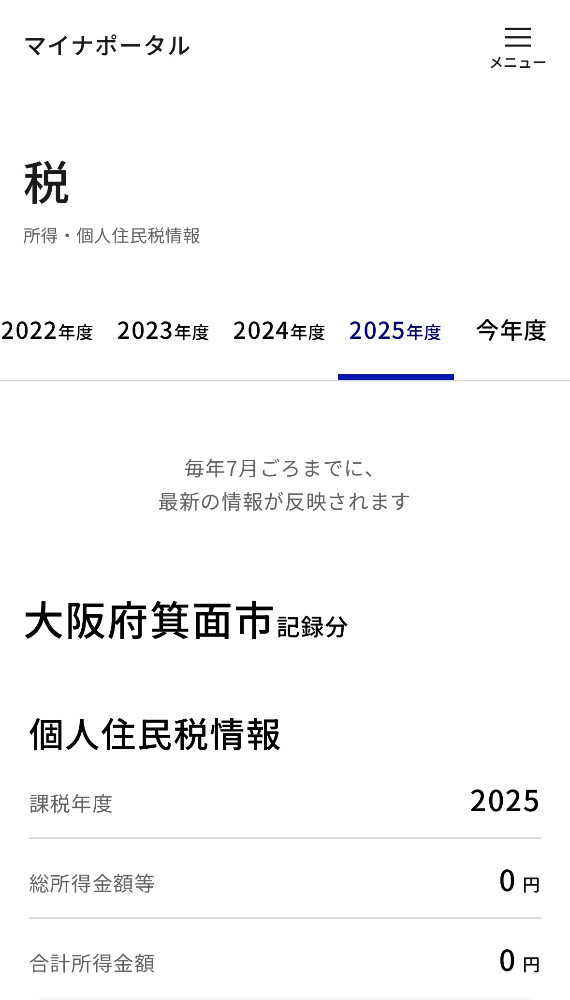 マイナポータル
メニュー
税
所得・個人住民税情報
2022年度 2023年度 2024年度 2025年度 今年度
毎年7月ごろまでに、
最新の情報が反映されます
大阪府箕面市記録分
個人住民税情報
課税年度 2025
総所得金額等 0 円
合計所得金額 0 円